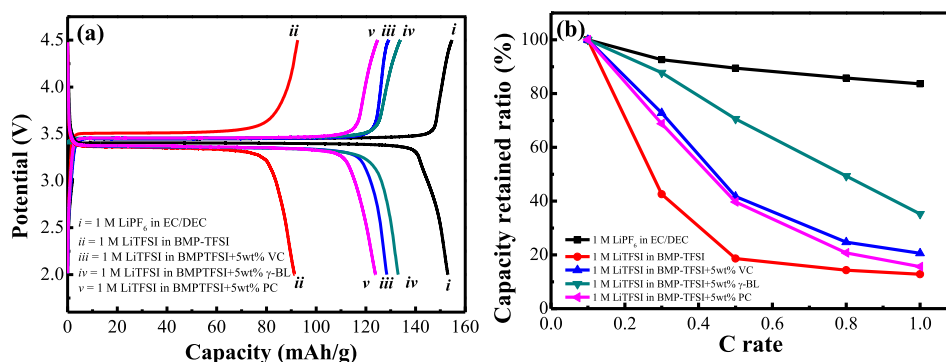 (a)
ii
v iii iv
i
4.5
4.0
3.5
3.0
2.5
2.0
Potential (V)
i = 1 M LiPF6 in EC/DEC
ii = 1 M LiTFSI in BMP-TFSI
iii = 1 M LiTFSI in BMPTFSI+5wt% VC
iv = 1 M LiTFSI in BMPTFSI+5wt% γ-BL
v = 1 M LiTFSI in BMPTFSI+5wt% PC
ii
v iii iv
i
0 20 40 60 80 100 120 140 160
Capacity (mAh/g)
(b)
100
80
60
40
20
0
Capacity retained ratio (%)
1 M LiPF6 in EC/DEC
1 M LiTFSI in BMP-TFSI
1 M LiTFSI in BMP-TFSI+5wt% VC
1 M LiTFSI in BMP-TFSI+5wt% γ-BL
1 M LiTFSI in BMP-TFSI+5wt% PC
0.0 0.2 0.4 0.6 0.8 1.0
C rate